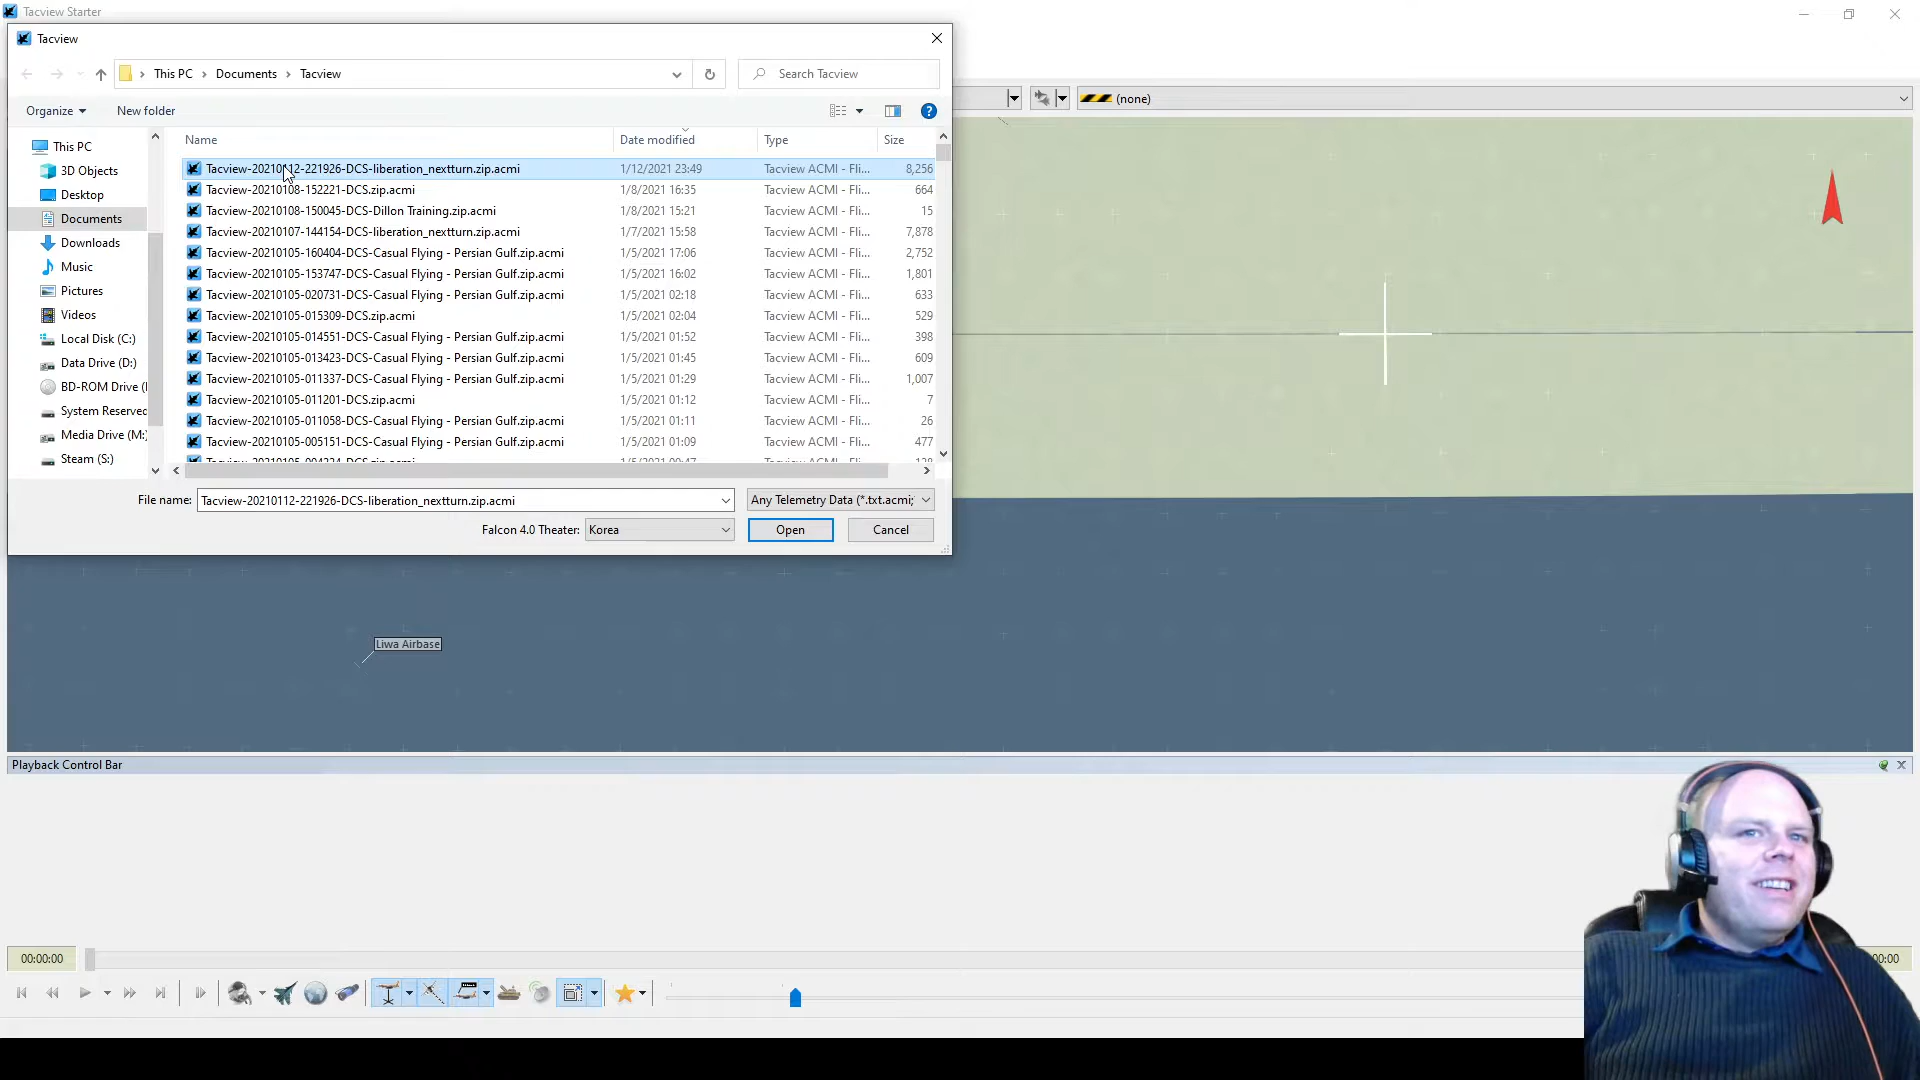 Tacview Starter
Tacview
This PC > Documents > Tacview
Search Tacview
Organize
New folder
(none)
Name Date modified Type Size
This PC
3D Objects
Desktop
Documents
Downloads
Music
Pictures
Videos
Local Disk (C:)
Data Drive (D:)
BD-ROM Drive (
System Reserved
Media Drive (M:)
Steam (S:)
Tacview-20210112-221926-DCS-liberation_nextturn.zip.acmi 1/12/2021 23:49 Tacview ACMI - Fli... 8,256
Tacview-20210108-152221-DCS.zip.acmi 1/8/2021 16:35 Tacview ACMI - Fli... 664
Tacview-20210108-150045-DCS-Dillon Training.zip.acmi 1/8/2021 15:21 Tacview ACMI - Fli... 15
Tacview-20210107-144154-DCS-liberation_nextturn.zip.acmi 1/7/2021 15:58 Tacview ACMI - Fli... 7,878
Tacview-20210105-160404-DCS-Casual Flying - Persian Gulf.zip.acmi 1/5/2021 17:06 Tacview ACMI - Fli... 2,752
Tacview-20210105-153747-DCS-Casual Flying - Persian Gulf.zip.acmi 1/5/2021 16:02 Tacview ACMI - Fli... 1,801
Tacview-20210105-020731-DCS-Casual Flying - Persian Gulf.zip.acmi 1/5/2021 02:18 Tacview ACMI - Fli... 633
Tacview-20210105-015309-DCS.zip.acmi 1/5/2021 02:04 Tacview ACMI - Fli... 529
Tacview-20210105-014551-DCS-Casual Flying - Persian Gulf.zip.acmi 1/5/2021 01:52 Tacview ACMI - Fli... 398
Tacview-20210105-013423-DCS-Casual Flying - Persian Gulf.zip.acmi 1/5/2021 01:45 Tacview ACMI - Fli... 609
Tacview-20210105-011337-DCS-Casual Flying - Persian Gulf.zip.acmi 1/5/2021 01:29 Tacview ACMI - Fli... 1,007
Tacview-20210105-011201-DCS.zip.acmi 1/5/2021 01:12 Tacview ACMI - Fli... 7
Tacview-20210105-011058-DCS-Casual Flying - Persian Gulf.zip.acmi 1/5/2021 01:11 Tacview ACMI - Fli... 26
Tacview-20210105-005151-DCS-Casual Flying - Persian Gulf.zip.acmi 1/5/2021 01:09 Tacview ACMI - Fli... 477
File name: Tacview-20210112-221926-DCS-liberation_nextturn.zip.acmi Any Telemetry Data (*.txt.acmi;
Falcon 4.0 Theater: Korea Open Cancel
Liwa Airbase
Playback Control Bar
00:00:00
00:00